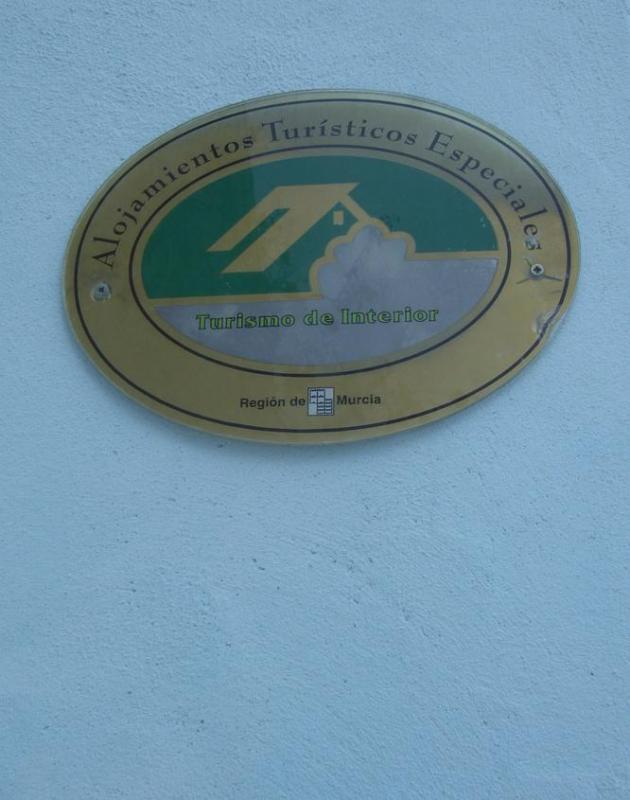 Alojamientos Turísticos Especiales
Turismo de Interior
Región de Murcia